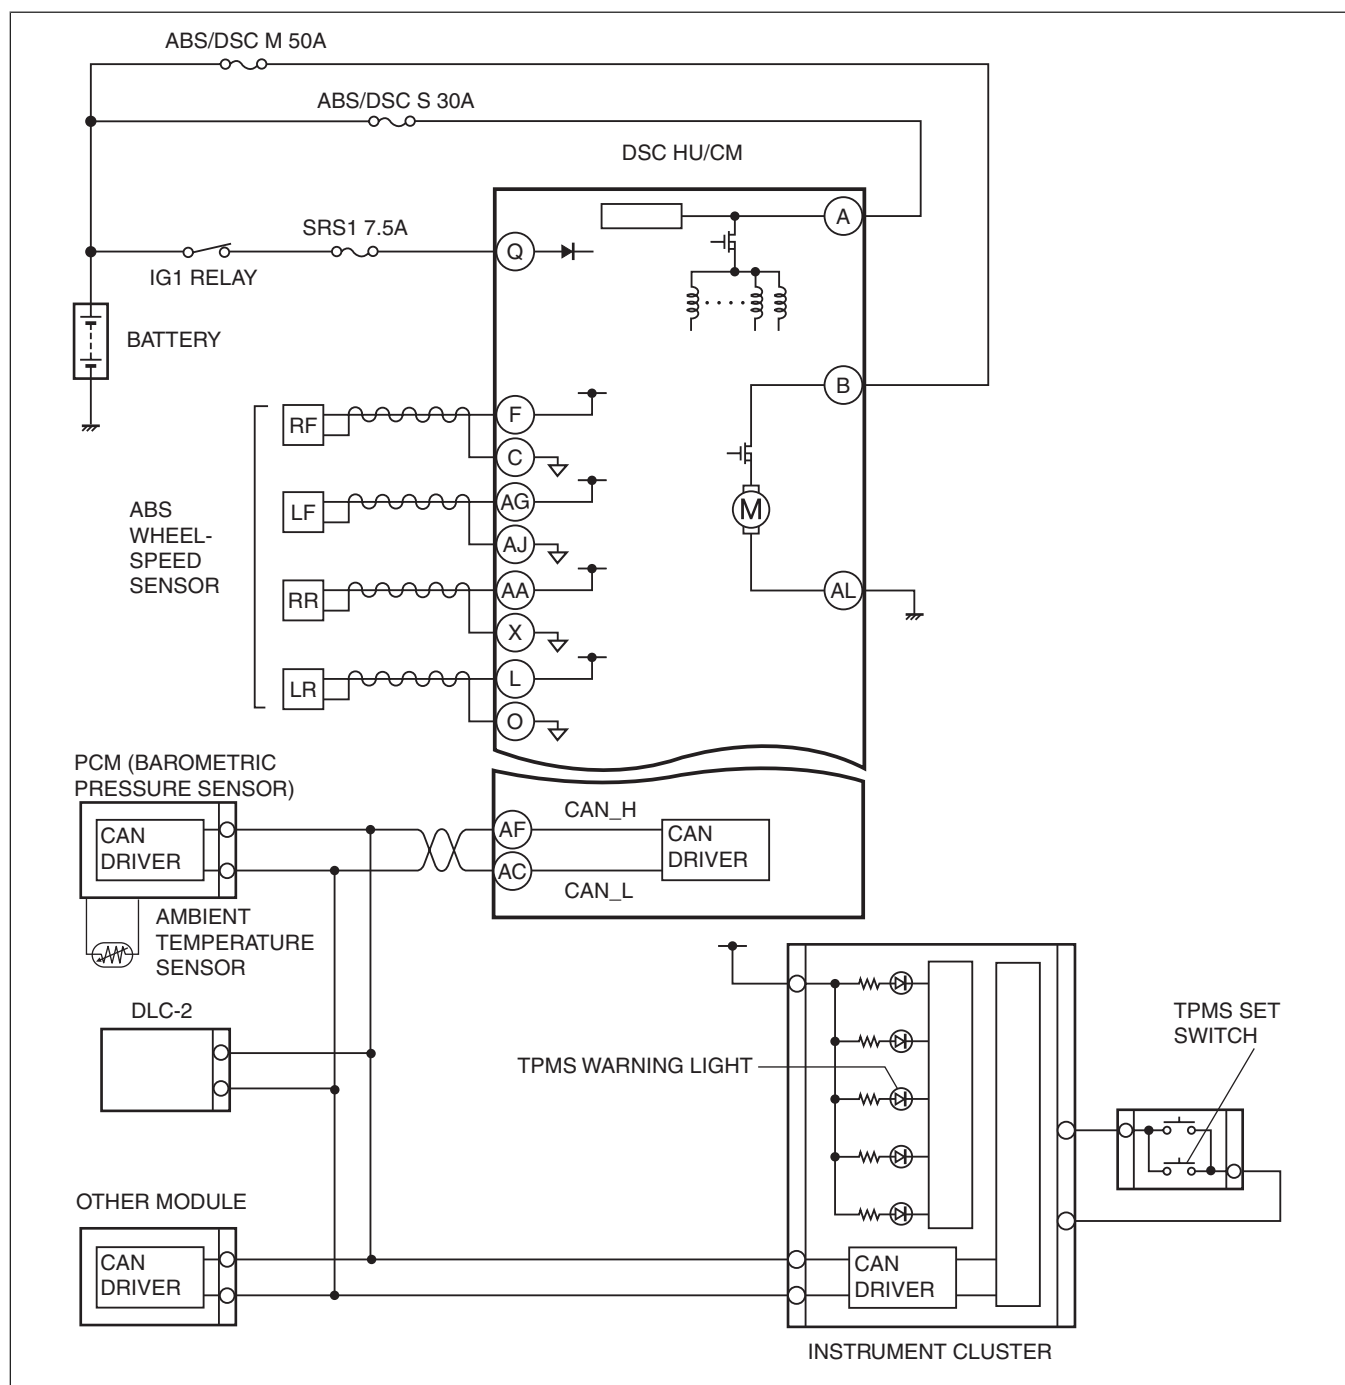 ABS/DSC M 50A
ABS/DSC S 30A
DSC HU/CM
A
SRS1 7.5A
Q
IG1 RELAY
BATTERY
B
RF
F
C
ABS
WHEEL-
SPEED
SENSOR
LF
AG
M
AJ
RR
AA
AL
X
LR
L
O
PCM (BAROMETRIC
PRESSURE SENSOR)
CAN
DRIVER
AF
CAN_H
CAN
DRIVER
AC
CAN_L
AMBIENT
TEMPERATURE
SENSOR
DLC-2
TPMS SET
SWITCH
TPMS WARNING LIGHT
OTHER MODULE
CAN
DRIVER
CAN
DRIVER
INSTRUMENT CLUSTER